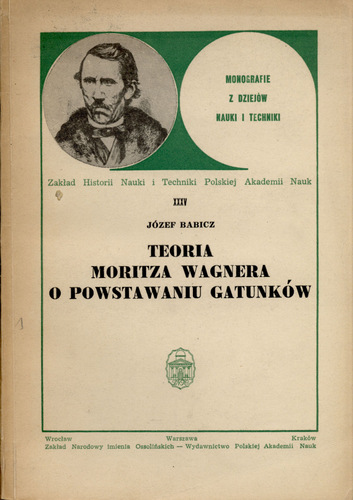 MONOGRAFIE
Z DZIEJÓW
NAUKI I TECHNIKI
Zakład Historii Nauki i Techniki Polskiej Akademii Nauk
XXXV
JÓZEF BABICZ
TEORIA
MORITZA WAGNERA
O POWSTAWANIU GATUNKÓW
1
Wrocław Warszawa Kraków
Zakład Narodowy imienia Ossolińskich — Wydawnictwo Polskiej Akademii Nauk